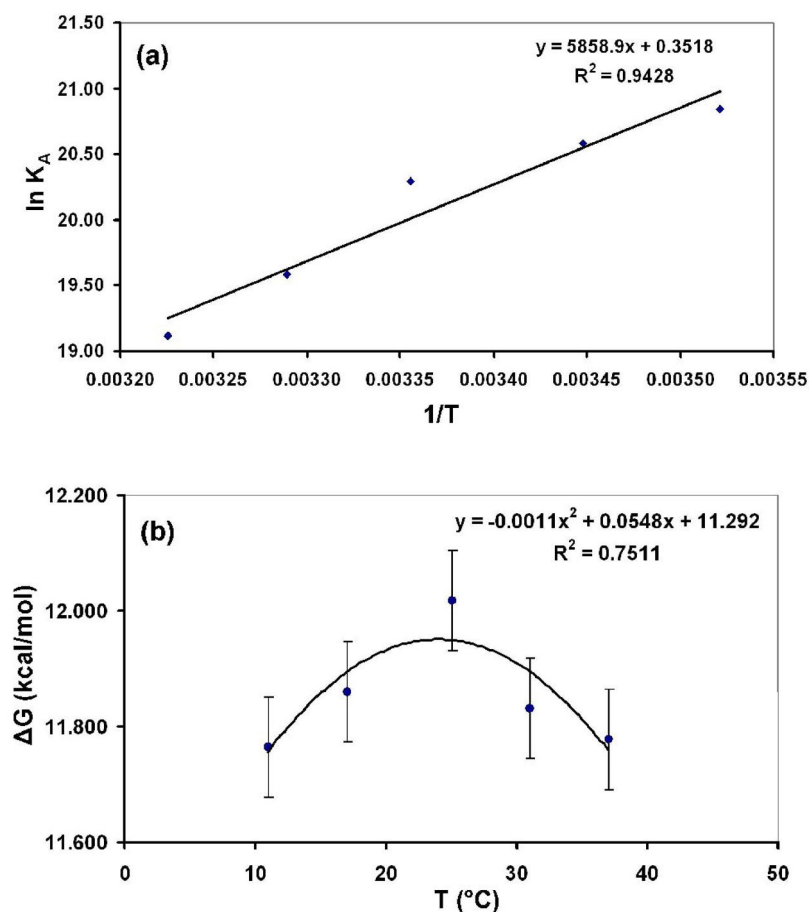 21.50
(a)
y = 5858.9x + 0.3518
R² = 0.9428
21.00
20.50
20.00
19.50
19.00
ln K_A
0.00320 0.00325 0.00330 0.00335 0.00340 0.00345 0.00350 0.00355
1/T
12.200
(b)
y = -0.0011x² + 0.0548x + 11.292
R² = 0.7511
12.000
11.800
11.600
ΔG (kcal/mol)
0 10 20 30 40 50
T (°C)